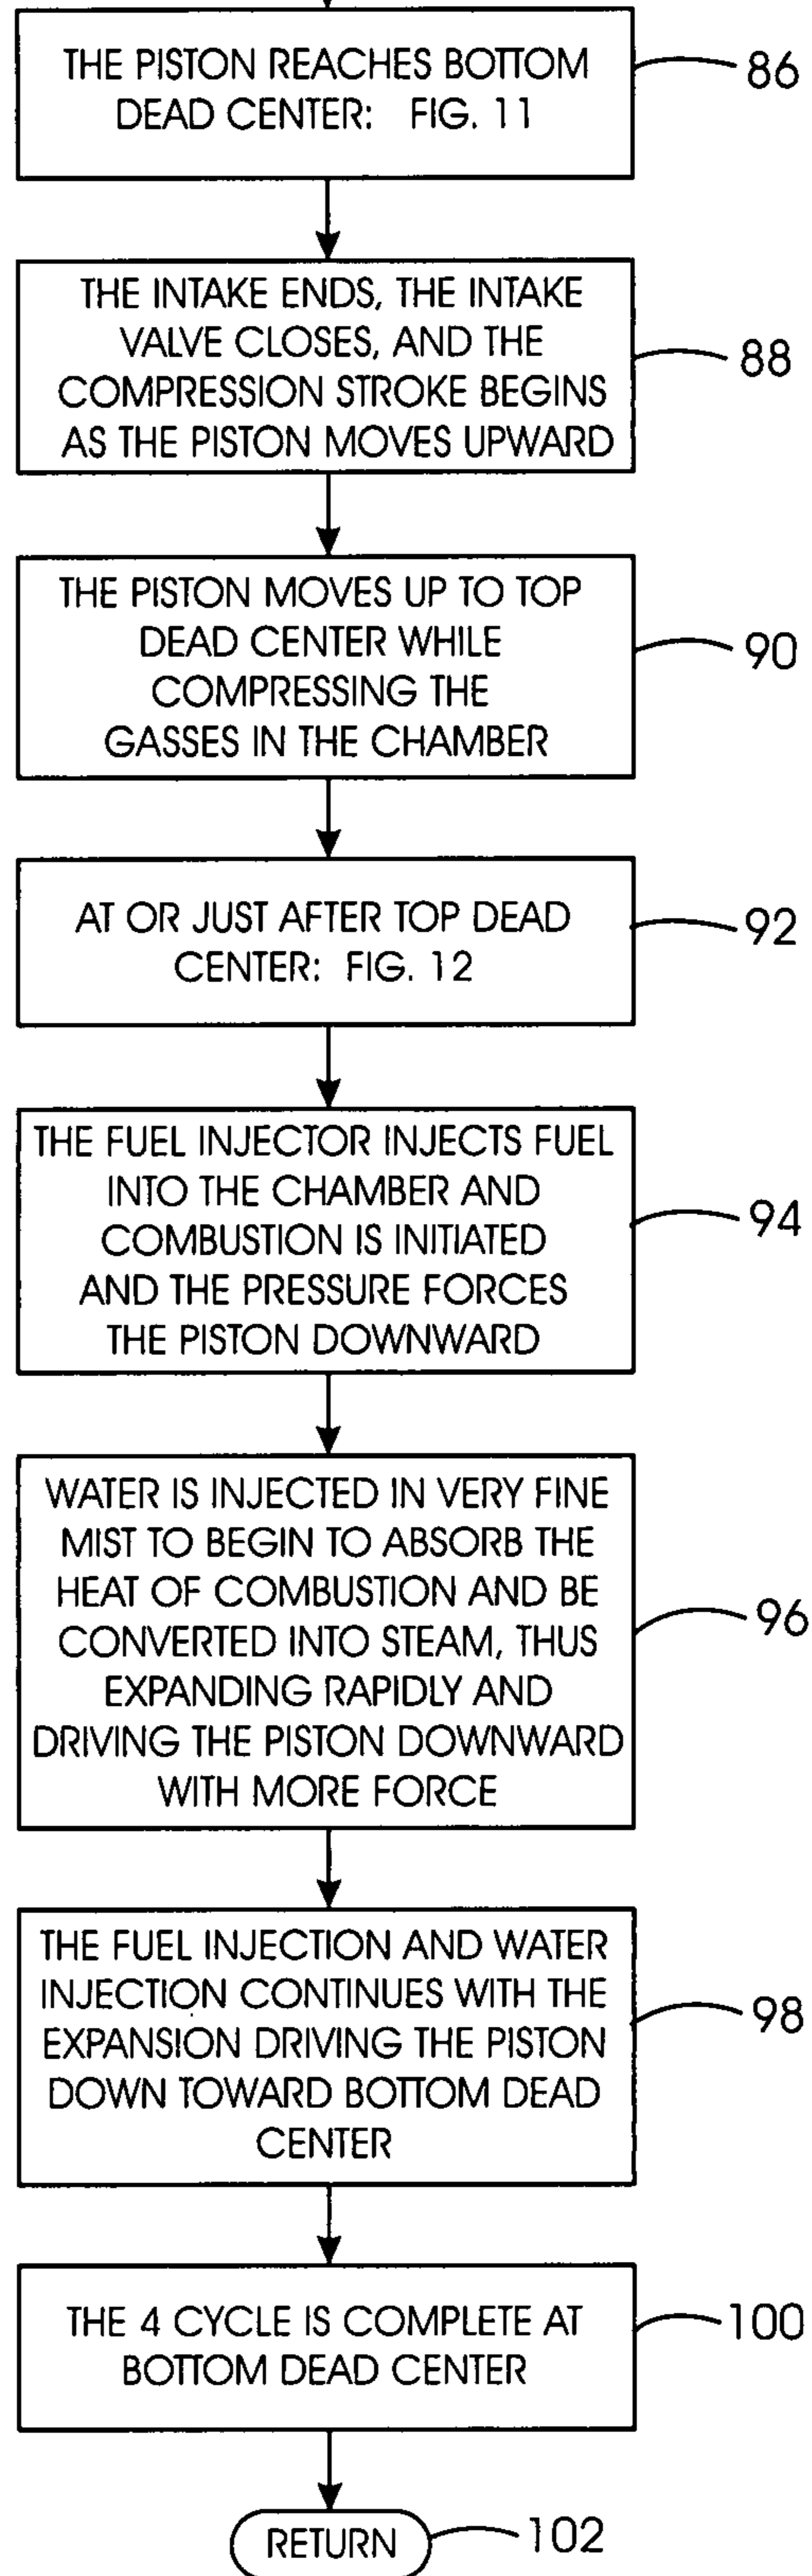 THE PISTON REACHES BOTTOM
DEAD CENTER: FIG. 11
86
THE INTAKE ENDS, THE INTAKE
VALVE CLOSES, AND THE
COMPRESSION STROKE BEGINS
AS THE PISTON MOVES UPWARD
88
THE PISTON MOVES UP TO TOP
DEAD CENTER WHILE
COMPRESSING THE
GASSES IN THE CHAMBER
90
AT OR JUST AFTER TOP DEAD
CENTER: FIG. 12
92
THE FUEL INJECTOR INJECTS FUEL
INTO THE CHAMBER AND
COMBUSTION IS INITIATED
AND THE PRESSURE FORCES
THE PISTON DOWNWARD
94
WATER IS INJECTED IN VERY FINE
MIST TO BEGIN TO ABSORB THE
HEAT OF COMBUSTION AND BE
CONVERTED INTO STEAM, THUS
EXPANDING RAPIDLY AND
DRIVING THE PISTON DOWNWARD
WITH MORE FORCE
96
THE FUEL INJECTION AND WATER
INJECTION CONTINUES WITH THE
EXPANSION DRIVING THE PISTON
DOWN TOWARD BOTTOM DEAD
CENTER
98
THE 4 CYCLE IS COMPLETE AT
BOTTOM DEAD CENTER
100
RETURN
102